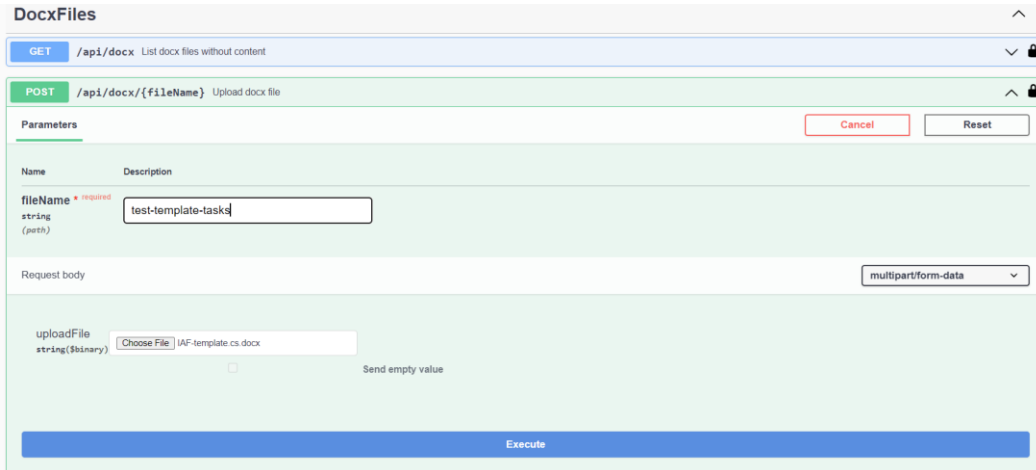 DocxFiles
GET /api/docx List docx files without content
POST /api/docx/{fileName} Upload docx file
Parameters
Cancel
Reset
Name Description
fileName * required
string
(path)
test-template-tasks
Request body
multipart/form-data
uploadFile
string($binary)
Choose File IAF-template.cs.docx
Send empty value
Execute